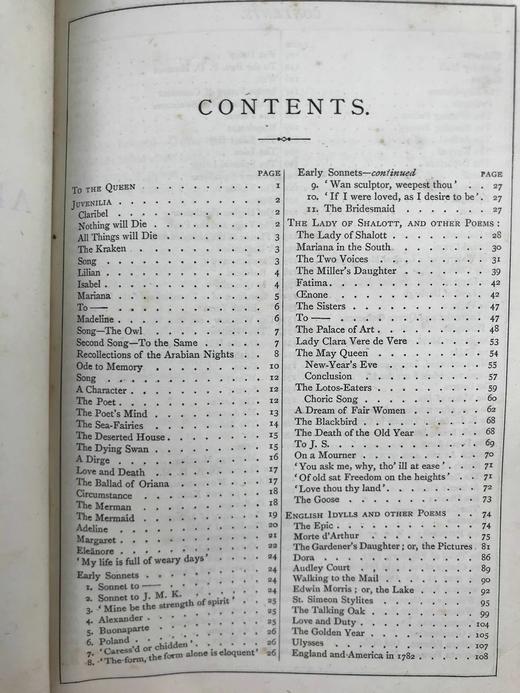 CONTENTS.
PAGE
TO THE QUEEN . . . . . . . 1
JUVENILIA . . . . . . . 2
Claribel . . . . . . . 2
Nothing will Die . . . . . . . 2
All Things will Die . . . . . . . 3
The Kraken . . . . . . . 3
Song . . . . . . . 3
Lilian . . . . . . . 4
Isabel . . . . . . . 4
Mariana . . . . . . . 5
To —— . . . . . . . 6
Madeline . . . . . . . 6
Song—The Owl . . . . . . . 7
Second Song—To the Same . . . . . 7
Recollections of the Arabian Nights . . 8
Ode to Memory . . . . . . . 10
Song . . . . . . . 12
A Character . . . . . . . 12
The Poet . . . . . . . 13
The Poet's Mind . . . . . . . 13
The Sea-Fairies . . . . . . . 14
The Deserted House . . . . . . . 15
The Dying Swan . . . . . . . 15
A Dirge . . . . . . . 16
Love and Death . . . . . . . 17
The Ballad of Oriana . . . . . . . 17
Circumstance . . . . . . . 18
The Merman . . . . . . . 18
The Mermaid . . . . . . . 19
Adeline . . . . . . . 20
Margaret . . . . . . . 21
Eleänore . . . . . . . 22
'My life is full of weary days' . . . . 24
Early Sonnets . . . . . . . 24
1. Sonnet to —— . . . . . . . 24
2. Sonnet to J. M. K. . . . . . . 24
3. 'Mine be the strength of spirit' . . . 25
4. Alexander . . . . . . . 25
5. Buonaparte . . . . . . . 25
6. Poland . . . . . . . 26
7. 'Caress'd or chidden' . . . . . 26
8. 'The form, the form alone is eloquent' 26
Early Sonnets—continued PAGE
9. 'Wan sculptor, weepest thou' . . 27
10. 'If I were loved, as I desire to be'. 27
11. The Bridesmaid . . . . . . . 27
THE LADY OF SHALOTT, AND OTHER POEMS:
The Lady of Shalott . . . . . . . 28
Mariana in the South . . . . . . . 30
The Two Voices . . . . . . . 31
The Miller's Daughter . . . . . . . 39
Fatima . . . . . . . 42
Œnone . . . . . . . 42
The Sisters . . . . . . . 47
To —— . . . . . . . 47
The Palace of Art . . . . . . . 48
Lady Clara Vere de Vere . . . . . 53
The May Queen . . . . . . . 54
New-Year's Eve . . . . . . . 55
Conclusion . . . . . . . 57
The Lotos-Eaters . . . . . . . 59
Choric Song . . . . . . . 60
A Dream of Fair Women . . . . . 62
The Blackbird . . . . . . . 68
The Death of the Old Year . . . . . 68
To J. S. . . . . . . . 69
On a Mourner . . . . . . . 70
'You ask me, why, tho' ill at ease' . . 71
'Of old sat Freedom on the heights' . 71
'Love thou thy land' . . . . . . . 72
The Goose . . . . . . . 73
ENGLISH IDYLLS AND OTHER POEMS . . 74
The Epic . . . . . . . 74
Morte d'Arthur . . . . . . . 75
The Gardener's Daughter; or, the Pictures 81
Dora . . . . . . . 86
Audley Court . . . . . . . 89
Walking to the Mail . . . . . . . 90
Edwin Morris; or, the Lake . . . . . 92
St. Simeon Stylites . . . . . . . 95
The Talking Oak . . . . . . . 99
Love and Duty . . . . . . . 104
The Golden Year . . . . . . . 105
Ulysses . . . . . . . 107
England and America in 1782 . . . . . 108